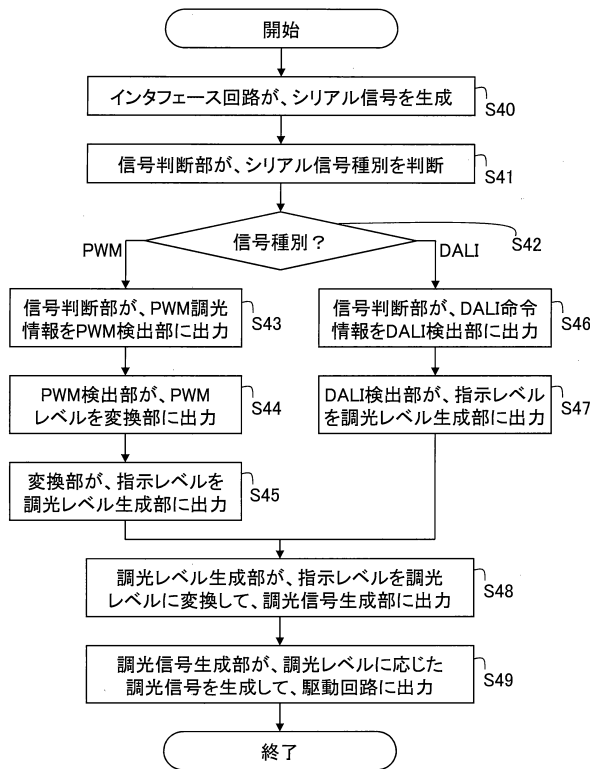 開始
インタフェース回路が、シリアル信号を生成
S40
信号判断部が、シリアル信号種別を判断
S41
信号種別？
S42
PWM
DALI
信号判断部が、PWM調光
情報をPWM検出部に出力
S43
信号判断部が、DALI命令
情報をDALI検出部に出力
S46
PWM検出部が、PWM
レベルを変換部に出力
S44
DALI検出部が、指示レベル
を調光レベル生成部に出力
S47
変換部が、指示レベルを
調光レベル生成部に出力
S45
調光レベル生成部が、指示レベルを調光
レベルに変換して、調光信号生成部に出力
S48
調光信号生成部が、調光レベルに応じた
調光信号を生成して、駆動回路に出力
S49
終了